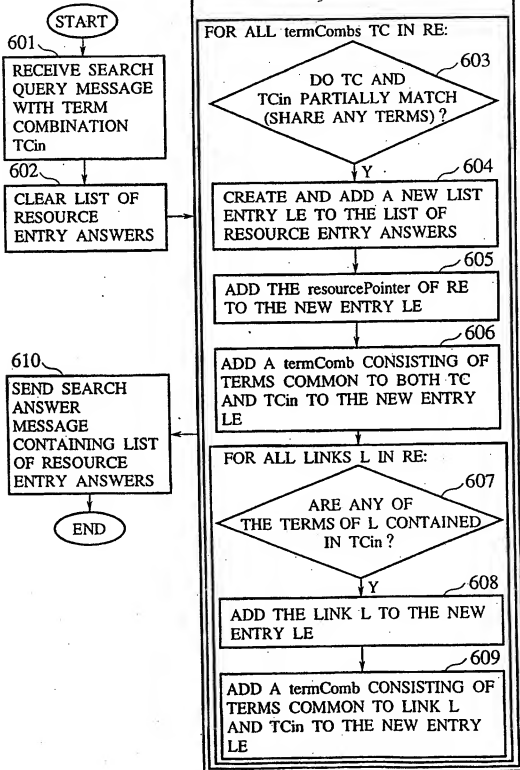 START
601
RECEIVE SEARCH
QUERY MESSAGE
WITH TERM
COMBINATION
TCin
602
CLEAR LIST OF
RESOURCE
ENTRY ANSWERS
FOR ALL termCombs TC IN RE:
603
DO TC AND
TCin PARTIALLY MATCH
(SHARE ANY TERMS) ?
Y
604
CREATE AND ADD A NEW LIST
ENTRY LE TO THE LIST OF
RESOURCE ENTRY ANSWERS
605
ADD THE resourcePointer OF RE
TO THE NEW ENTRY LE
606
ADD A termComb CONSISTING OF
TERMS COMMON TO BOTH TC
AND TCin TO THE NEW ENTRY
LE
FOR ALL LINKS L IN RE:
607
ARE ANY OF
THE TERMS OF L CONTAINED
IN TCin ?
Y
608
ADD THE LINK L TO THE NEW
ENTRY LE
609
ADD A termComb CONSISTING OF
TERMS COMMON TO LINK L
AND TCin TO THE NEW ENTRY
LE
610
SEND SEARCH
ANSWER
MESSAGE
CONTAINING LIST
OF RESOURCE
ENTRY ANSWERS
END